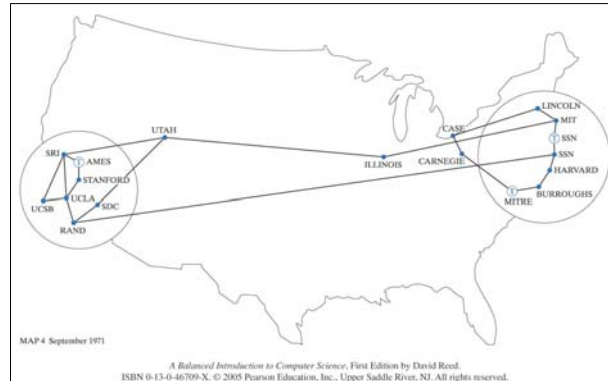 LINCOLN
MIT
CASE
SSN
UTAH
SRI
AMES
ILLINOIS
CARNEGIE
SSN
HARVARD
STANFORD
UCLA
SDC
UCSB
RAND
BURROUGHS
MITRE
T
T
T
MAP 4 September 1971
A Balanced Introduction to Computer Science, First Edition by David Reed.
ISBN 0-13-0-46709-X. © 2005 Pearson Education, Inc., Upper Saddle River, NJ. All rights reserved.